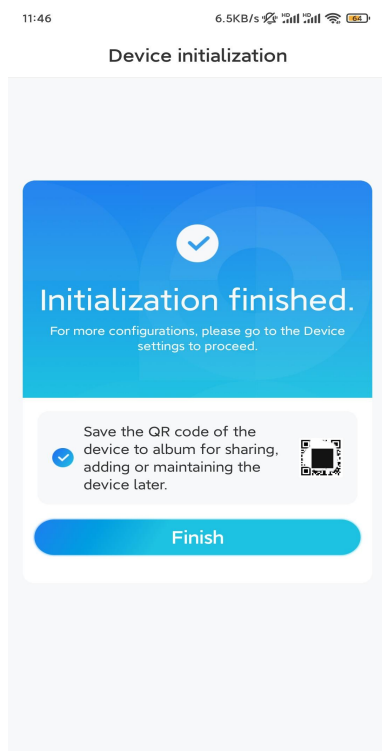 11:46 6.5KB/s HD HD 64
Device initialization
Initialization finished.
For more configurations, please go to the Device
settings to proceed.
Save the QR code of the
device to album for sharing,
adding or maintaining the
device later.
Finish